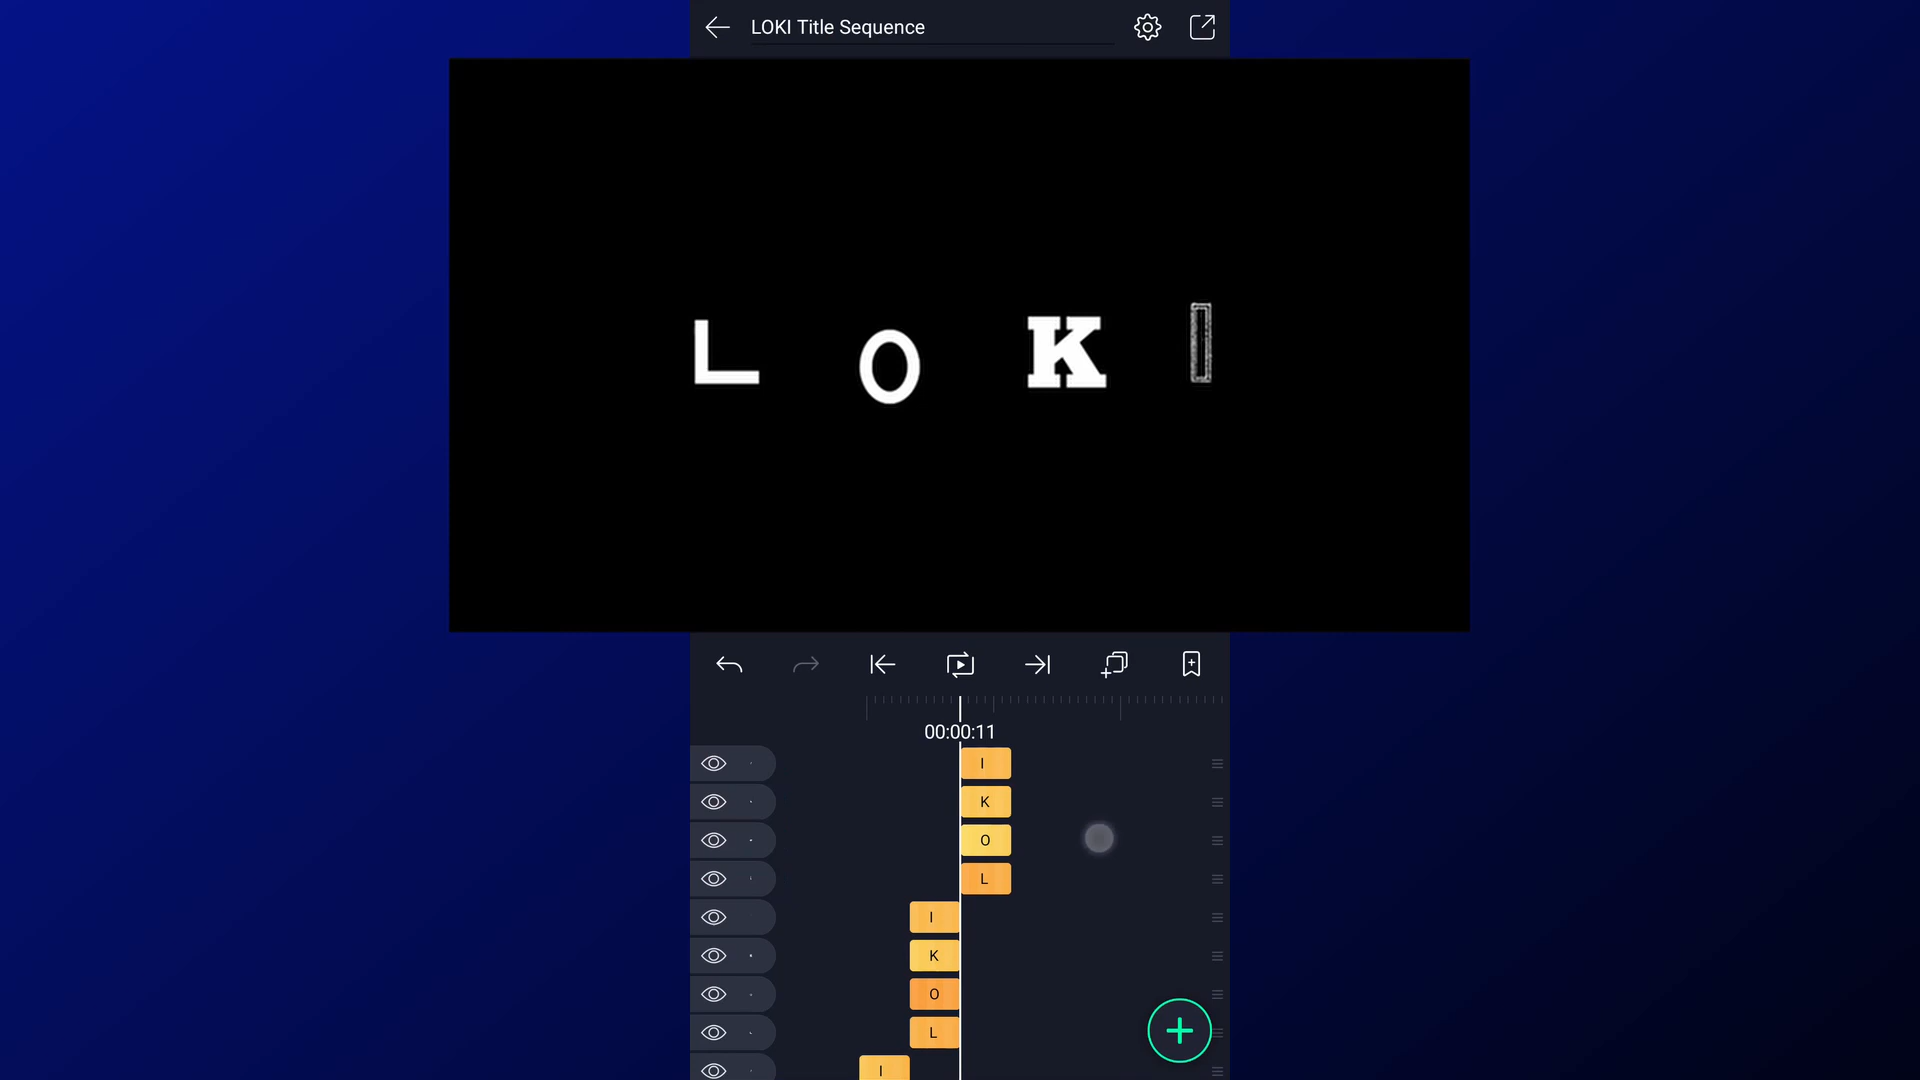 LOKI Title Sequence
L O K I
00:00:11
I
K
O
L
I
K
O
L
I